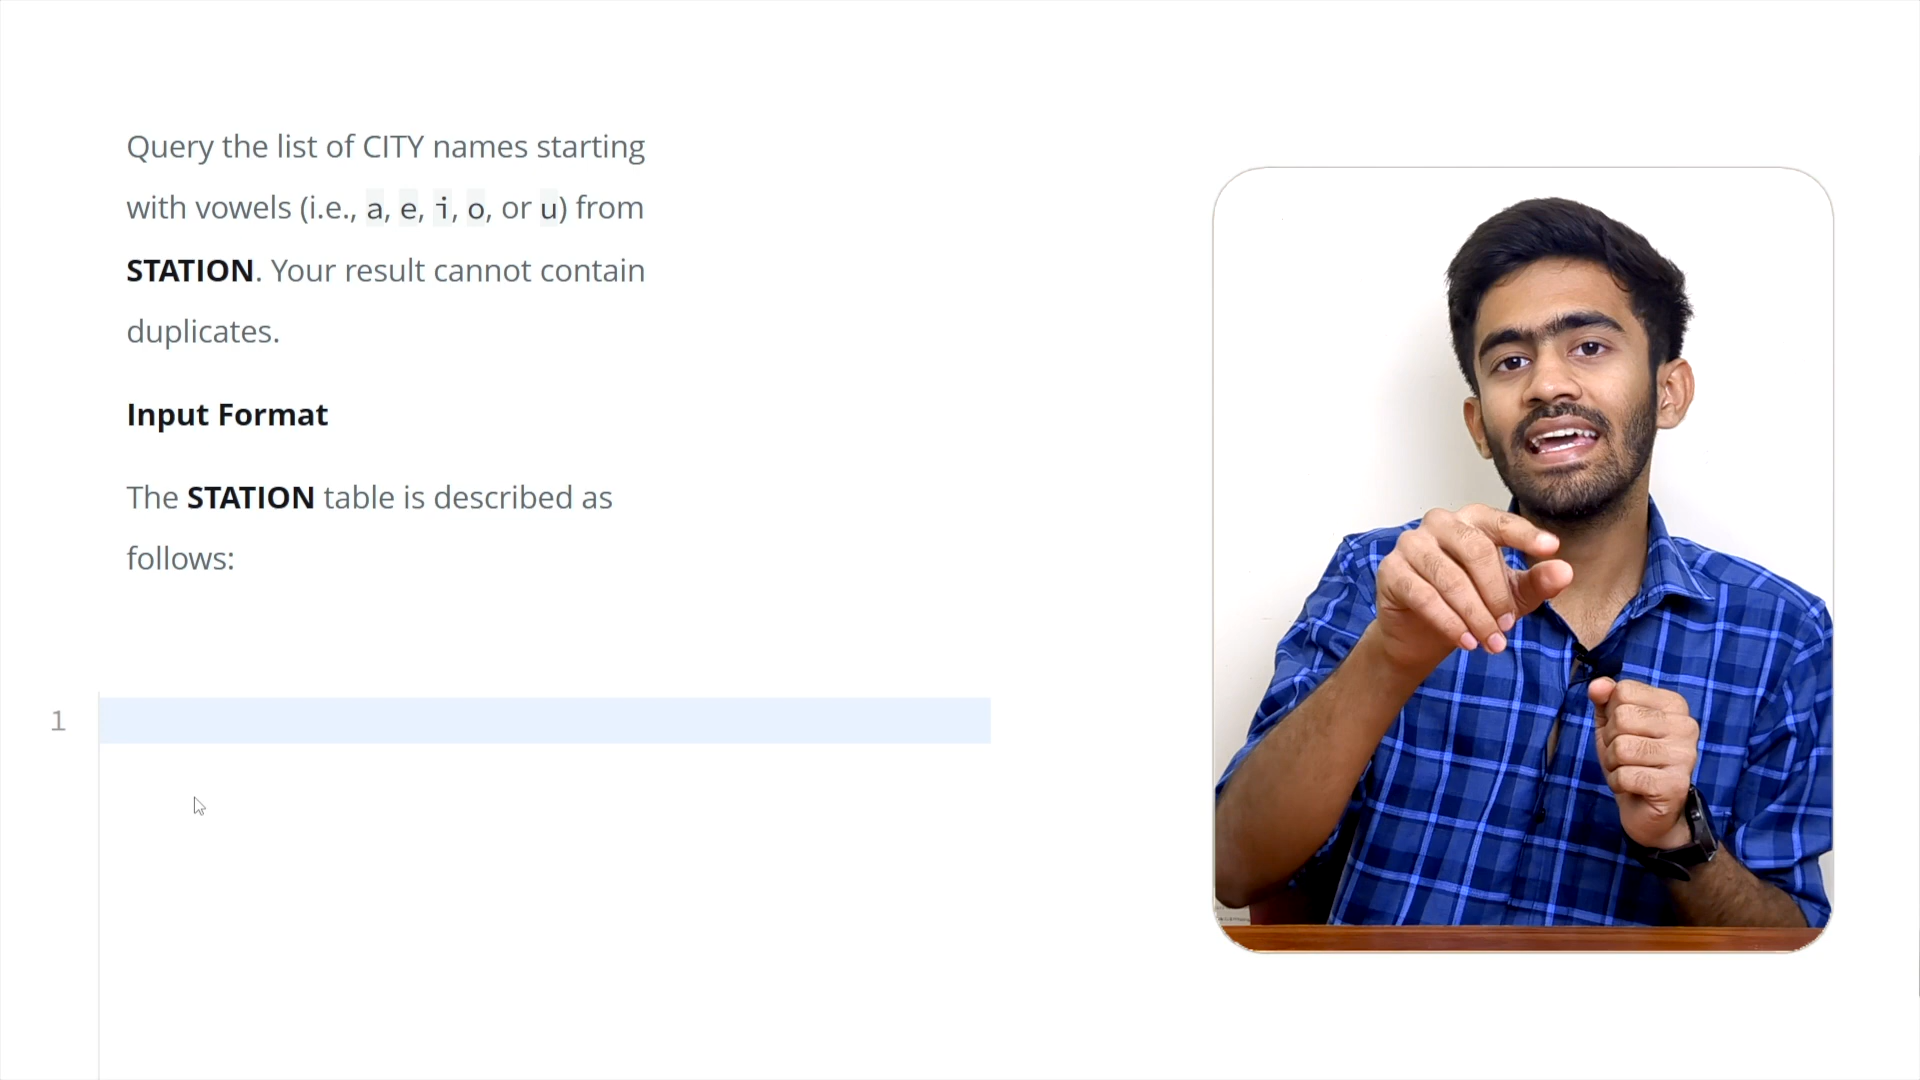 Query the list of CITY names starting
with vowels (i.e., a, e, i, o, or u) from
STATION. Your result cannot contain
duplicates.
Input Format
The STATION table is described as
follows:
1